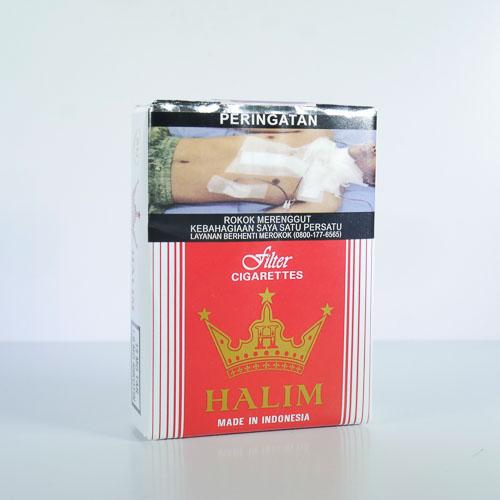 PERINGATAN
ROKOK MERENGGUT
KEBAHAGIAAN SAYA SATU PERSATU
LAYANAN BERHENTI MEROKOK (0800-177-6565)
Filter
CIGARETTES
H
HALIM
MADE IN INDONESIA
HALIM